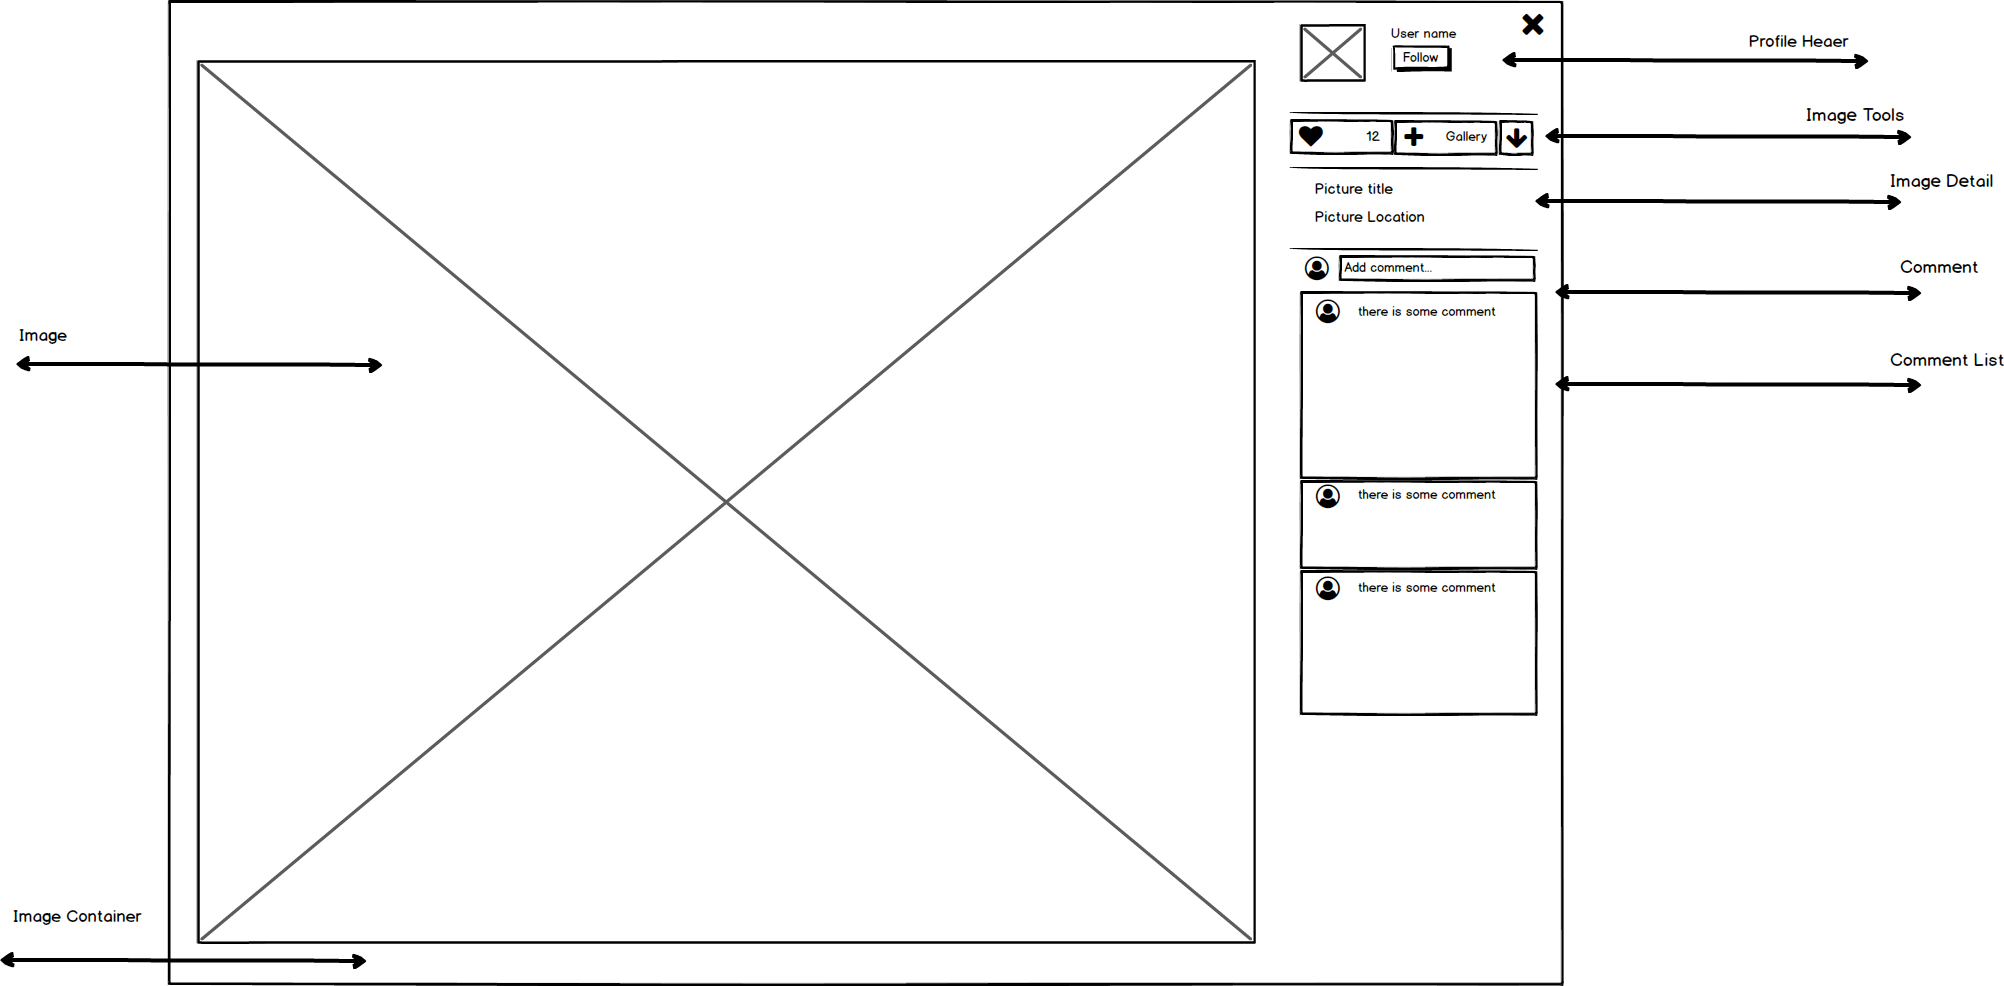 User name
Follow
Profile Heaer
12
Gallery
Image Tools
Picture title
Picture Location
Image Detail
Add comment...
Comment
there is some comment
Comment List
there is some comment
there is some comment
Image
Image Container